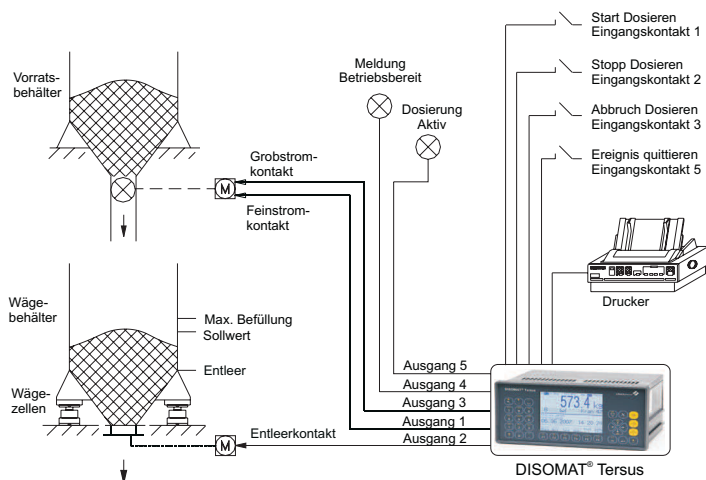 Vorrats-
behälter
Meldung
Betriebsbereit
Dosierung
Aktiv
Start Dosieren
Eingangskontakt 1
Stopp Dosieren
Eingangskontakt 2
Abbruch Dosieren
Eingangskontakt 3
Ereignis quittieren
Eingangskontakt 5
Grobstrom-
kontakt
M
Feinstrom-
kontakt
Drucker
Wäge-
behälter
Max. Befüllung
Sollwert
Entleer
Wäge-
zellen
Ausgang 5
Ausgang 4
Ausgang 3
Ausgang 1
Ausgang 2
Entleerkontakt
M
DISOMAT® Tersus
573.4
DISOMAT® Tersus